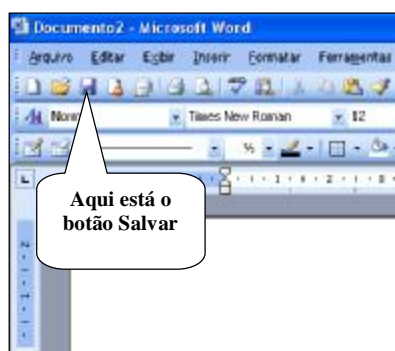 Documento2 - Microsoft Word
Arquivo Editar Exibir Inserir Formatar Ferramentas
Times New Roman 12
Aqui está o
botão Salvar